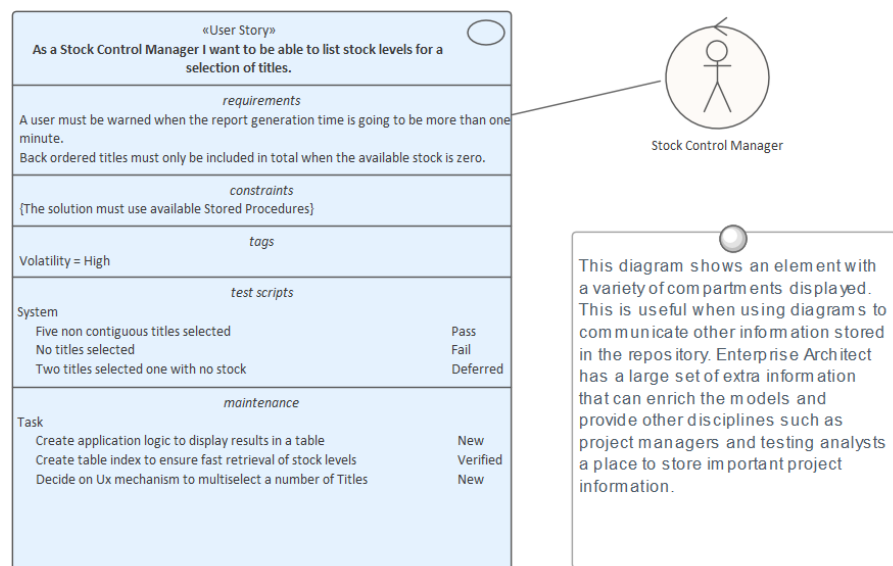 «User Story»
As a Stock Control Manager I want to be able to list stock levels for a
selection of titles.
requirements
A user must be warned when the report generation time is going to be more than one
minute.
Back ordered titles must only be included in total when the available stock is zero.
constraints
{The solution must use available Stored Procedures}
tags
Volatility = High
test scripts
System
Five non contiguous titles selected Pass
No titles selected Fail
Two titles selected one with no stock Deferred
maintenance
Task
Create application logic to display results in a table New
Create table index to ensure fast retrieval of stock levels Verified
Decide on Ux mechanism to multiselect a number of Titles New
Stock Control Manager
This diagram shows an element with
a variety of compartments displayed.
This is useful when using diagrams to
communicate other information stored
in the repository. Enterprise Architect
has a large set of extra information
that can enrich the models and
provide other disciplines such as
project managers and testing analysts
a place to store important project
information.